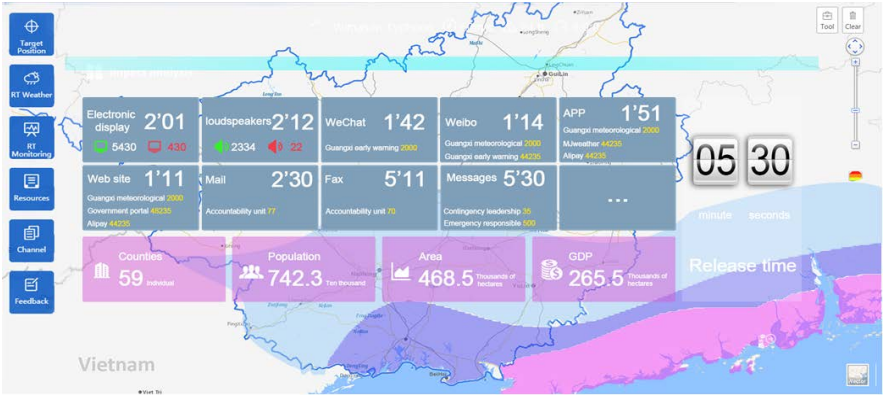 Target
Position
RT Weather
RT
Monitoring
Resources
Channel
Feedback
Tool
Clear
GuiLin
Electronic
display
2'01
5430
430
loudspeakers
2'12
2334
22
WeChat
1'42
Guangxi early warning 2000
Weibo
1'14
Guangxi meteorological 2000
Guangxi early warning 44235
APP
1'51
Guangxi meteorological 2000
MJweather 44235
Alipay 44235
Web site
1'11
Guangxi meteorological 2000
Government portal 48235
Alipay 44235
Mail
2'30
Accountability unit 77
Fax
5'11
Accountability unit 70
Messages
5'30
Contingency leadership 35
Emergency responsible 500
...
05
30
minute
seconds
Release time
Counties
59 individual
Population
742.3 Ten thousand
Area
468.5 Thousands of
hectares
GDP
265.5 Thousands of
hectares
Vietnam
Viet Tri